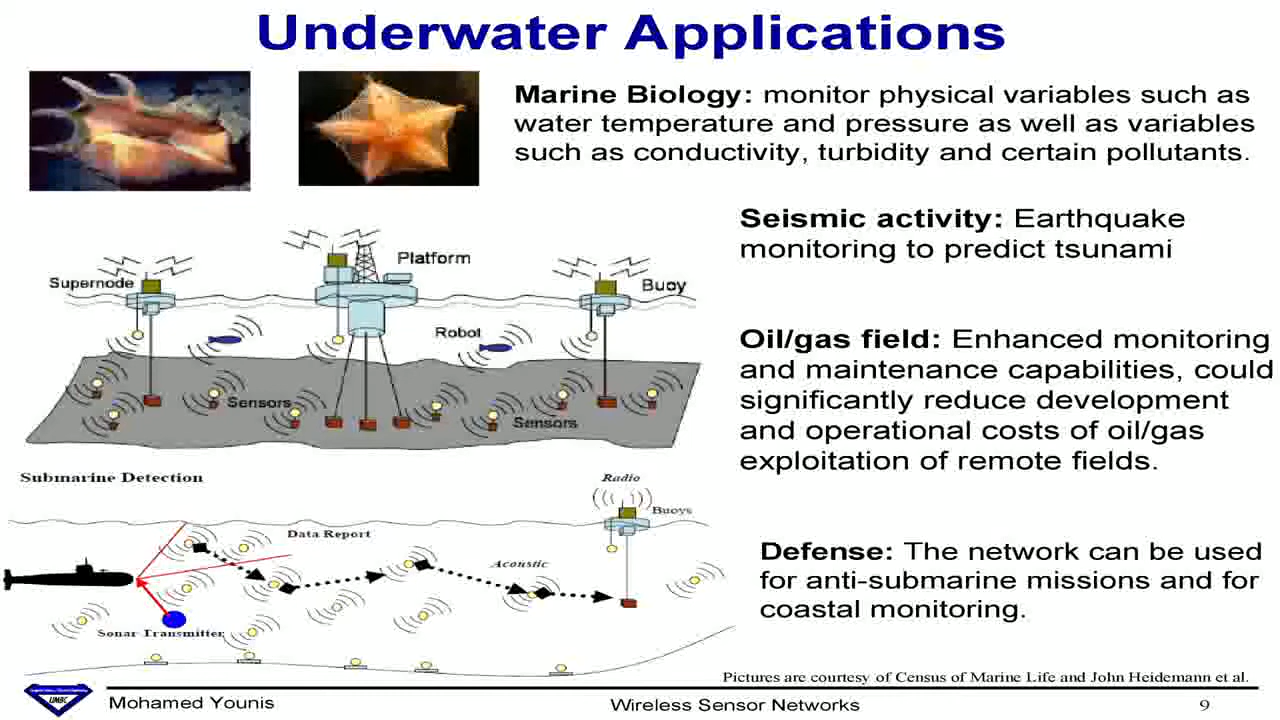 Underwater Applications
Marine Biology: monitor physical variables such as
water temperature and pressure as well as variables
such as conductivity, turbidity and certain pollutants.
Seismic activity: Earthquake
monitoring to predict tsunami
Platform
Supernode
Buoy
Robot
Sensors
Sensors
Oil/gas field: Enhanced monitoring
and maintenance capabilities, could
significantly reduce development
and operational costs of oil/gas
exploitation of remote fields.
Submarine Detection
Radio
Buoys
Data Report
Acoustic
Sonar Transmitter
Defense: The network can be used
for anti-submarine missions and for
coastal monitoring.
Pictures are courtesy of Census of Marine Life and John Heidemann et al.
UMBC
Mohamed Younis
Wireless Sensor Networks
9